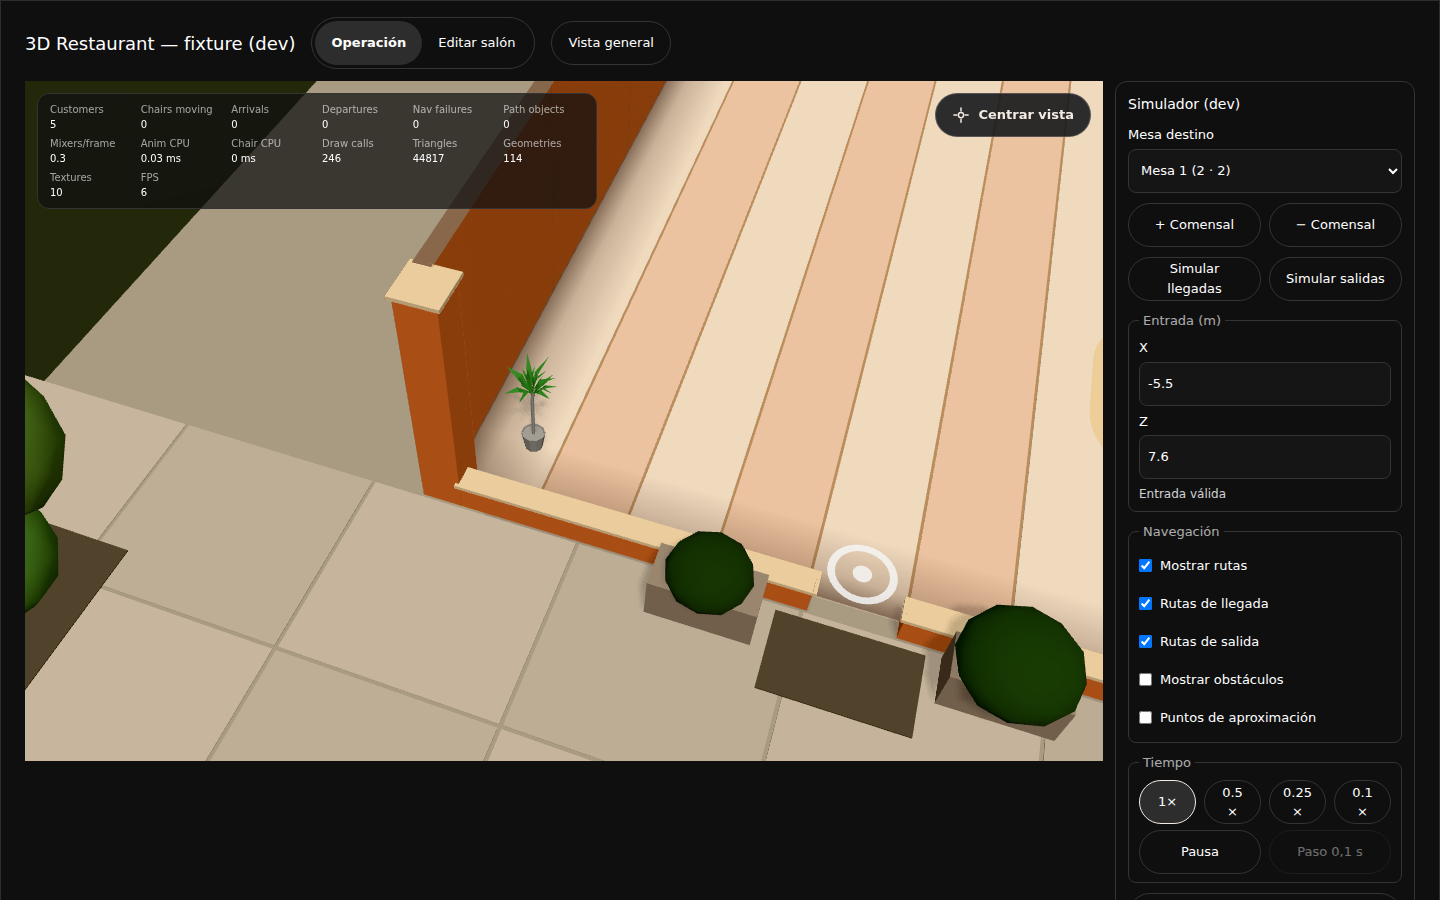 3D Restaurant — fixture (dev)
Operación
Editar salón
Vista general
Customers
5
Chairs moving
0
Arrivals
0
Departures
0
Nav failures
0
Path objects
0
Mixers/frame
0.3
Anim CPU
0.03 ms
Chair CPU
0 ms
Draw calls
246
Triangles
44817
Geometries
114
Textures
10
FPS
6
Centrar vista
Simulador (dev)
Mesa destino
Mesa 1 (2 · 2)
+ Comensal
− Comensal
Simular
llegadas
Simular salidas
Entrada (m)
X
-5.5
Z
7.6
Entrada válida
Navegación
Mostrar rutas
Rutas de llegada
Rutas de salida
Mostrar obstáculos
Puntos de aproximación
Tiempo
1×
0.5
×
0.25
×
0.1
×
Pausa
Paso 0,1 s